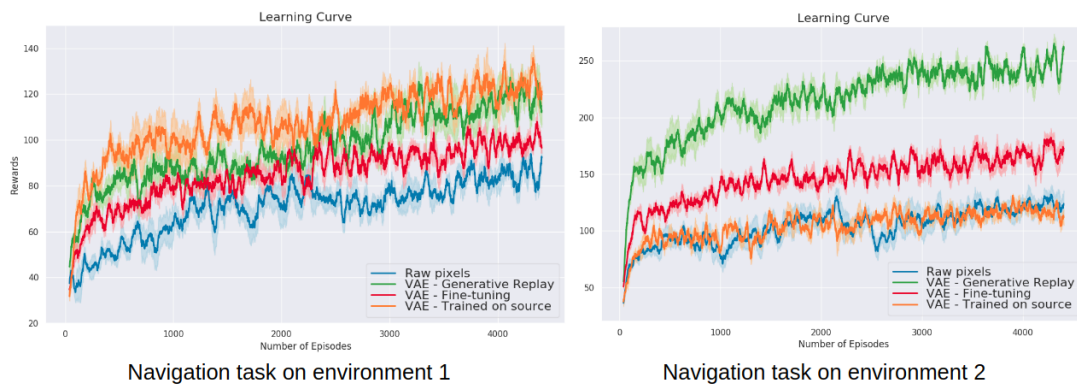 Learning Curve
140
120
100
80
60
40
20
Rewards
0
1000
2000
3000
4000
Number of Episodes
Raw pixels
VAE - Generative Replay
VAE - Fine-tuning
VAE - Trained on source
Navigation task on environment 1
Learning Curve
250
200
150
100
50
0
1000
2000
3000
4000
Number of Episodes
Raw pixels
VAE - Generative Replay
VAE - Fine-tuning
VAE - Trained on source
Navigation task on environment 2